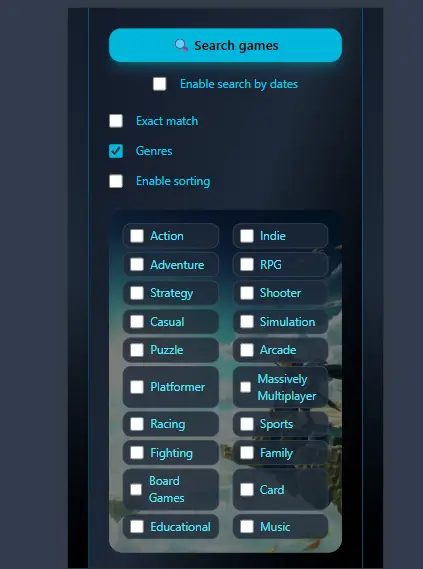 🔍 Search games
Enable search by dates
Exact match
Genres
Enable sorting
Action
Indie
Adventure
RPG
Strategy
Shooter
Casual
Simulation
Puzzle
Arcade
Platformer
Massively
Multiplayer
Racing
Sports
Fighting
Family
Board
Games
Card
Educational
Music